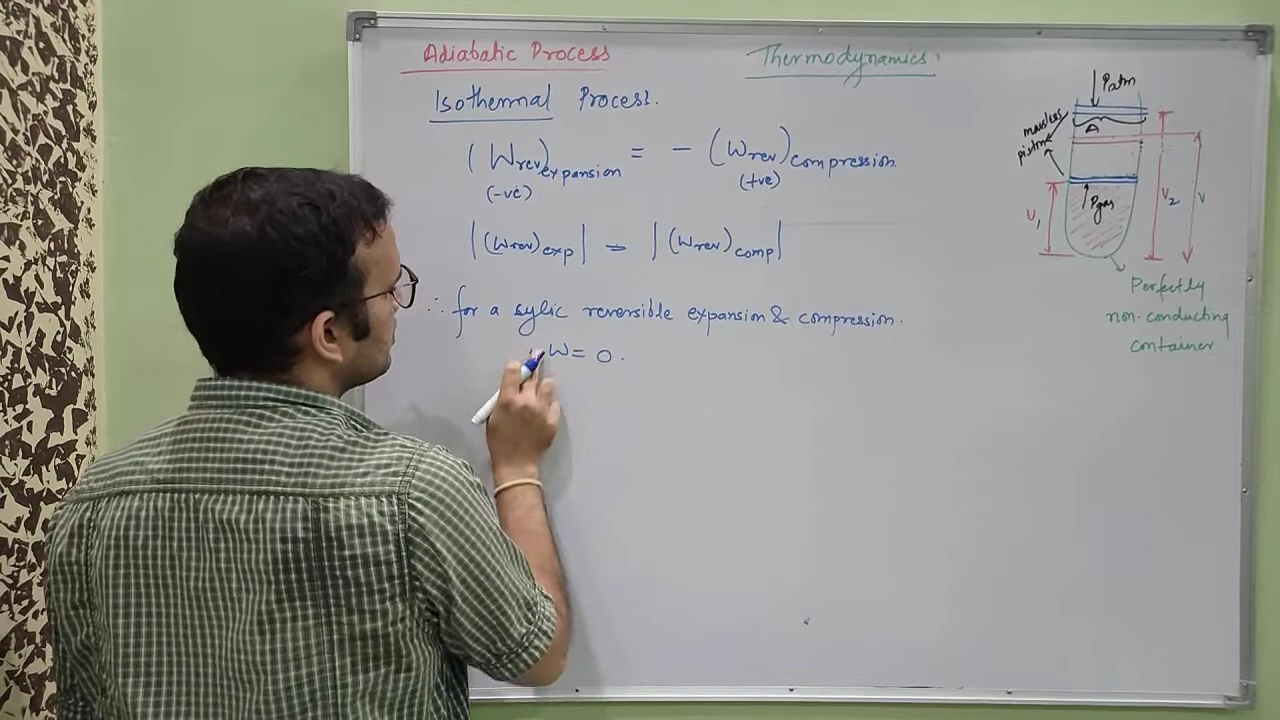 Adiabatic Process
Thermodynamics.
Isothermal Process.
(Wrev)expansion = - (Wrev)compression
(-ve) (+ve)
|(Wrev)exp| = |(Wrev)comp|
∴ for a sylic reversible expansion & compression.
W = 0.
Patm
A
massless
piston
Pgas
V1
V2
V
Perfectly
non-conducting
container